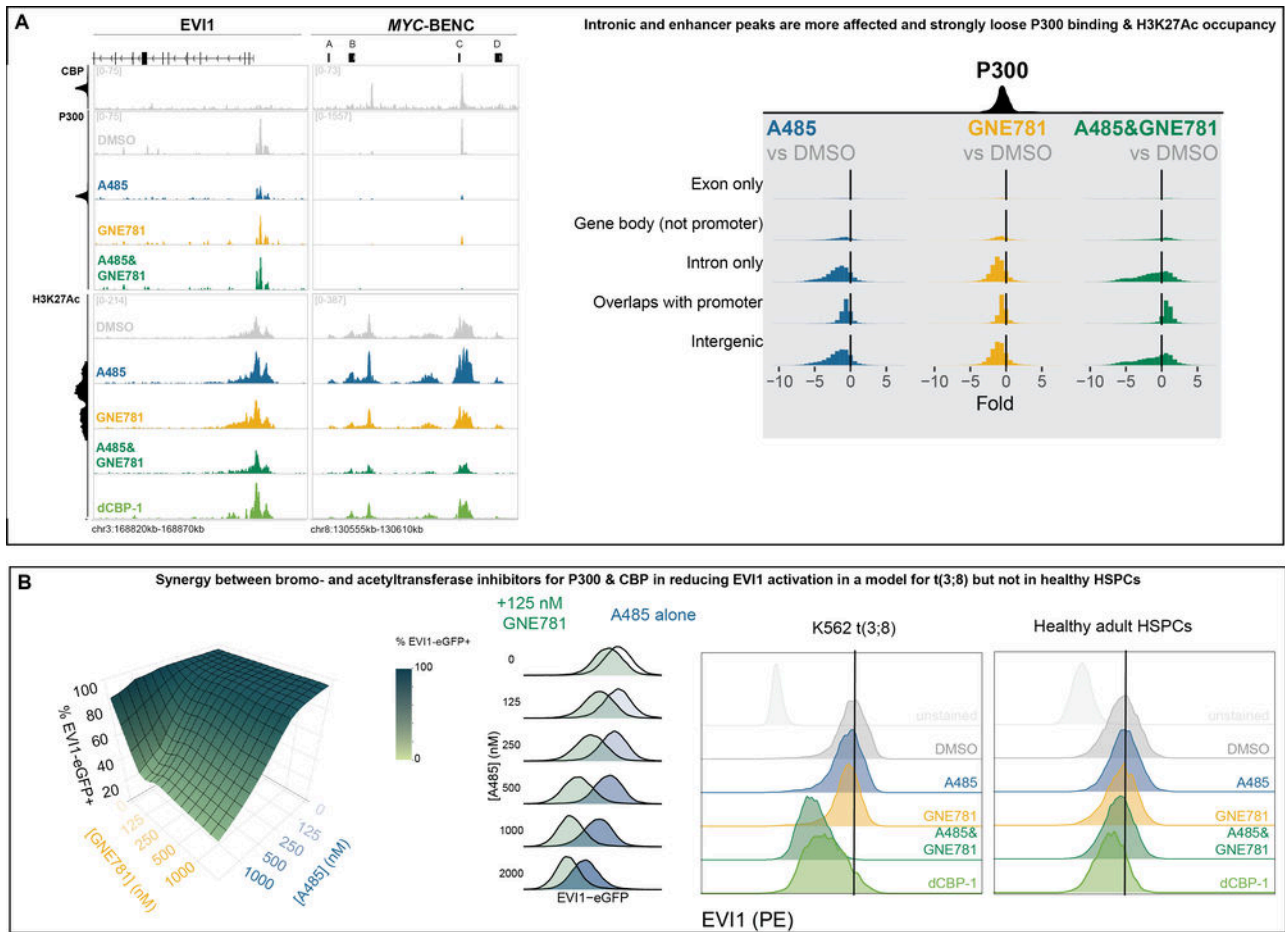 A
EVI1
MYC-BENC
A B C D
CBP
[0-75]
[0-73]
P300
[0-75]
[0-1557]
DMSO
A485
GNE781
A485&
GNE781
H3K27Ac
[0-214]
[0-387]
DMSO
A485
GNE781
A485&
GNE781
dCBP-1
chr3:168820kb-168870kb
chr8:130555kb-130610kb
Intronic and enhancer peaks are more affected and strongly loose P300 binding & H3K27Ac occupancy
P300
A485
vs DMSO
GNE781
vs DMSO
A485&GNE781
vs DMSO
Exon only
Gene body (not promoter)
Intron only
Overlaps with promoter
Intergenic
−10 −5 0 5
−10 −5 0 5
−10 −5 0 5
Fold
B
Synergy between bromo- and acetyltransferase inhibitors for P300 & CBP in reducing EVI1 activation in a model for t(3;8) but not in healthy HSPCs
% EVI1-eGFP+
100
0
% EVI1-eGFP+
100
80
60
40
20
0
125
250
500
1000
[GNE781] (nM)
0
125
250
500
1000
[A485] (nM)
+125 nM
GNE781
A485 alone
[A485] (nM)
0
125
250
500
1000
2000
EVI1−eGFP
K562 t(3;8)
unstained
DMSO
A485
GNE781
A485&
GNE781
dCBP-1
Healthy adult HSPCs
unstained
DMSO
A485
GNE781
A485&
GNE781
dCBP-1
EVI1 (PE)